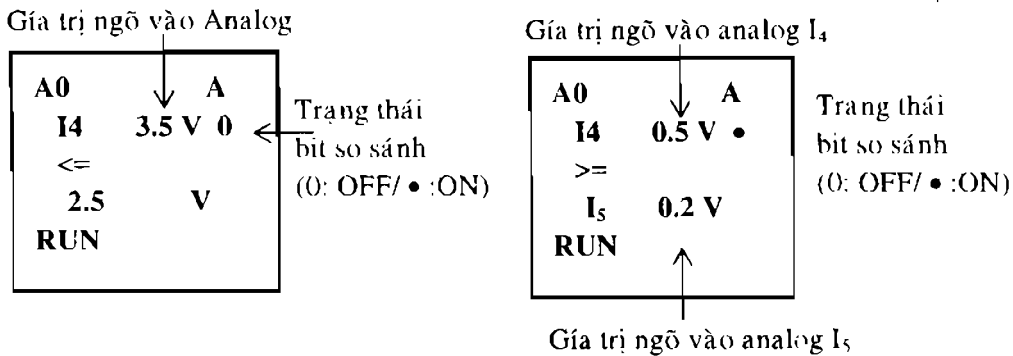 Gía trị ngõ vào Analog
A0 A
I4 3.5 V 0
<=
2.5 V
RUN
Trạng thái
bit so sánh
(0: OFF/ ● :ON)
Gía trị ngõ vào analog I₄
A0 A
I4 0.5 V ●
>=
I₅ 0.2 V
RUN
Trang thái
bit so sánh
(0: OFF/ ● :ON)
Gía trị ngõ vào analog I₅